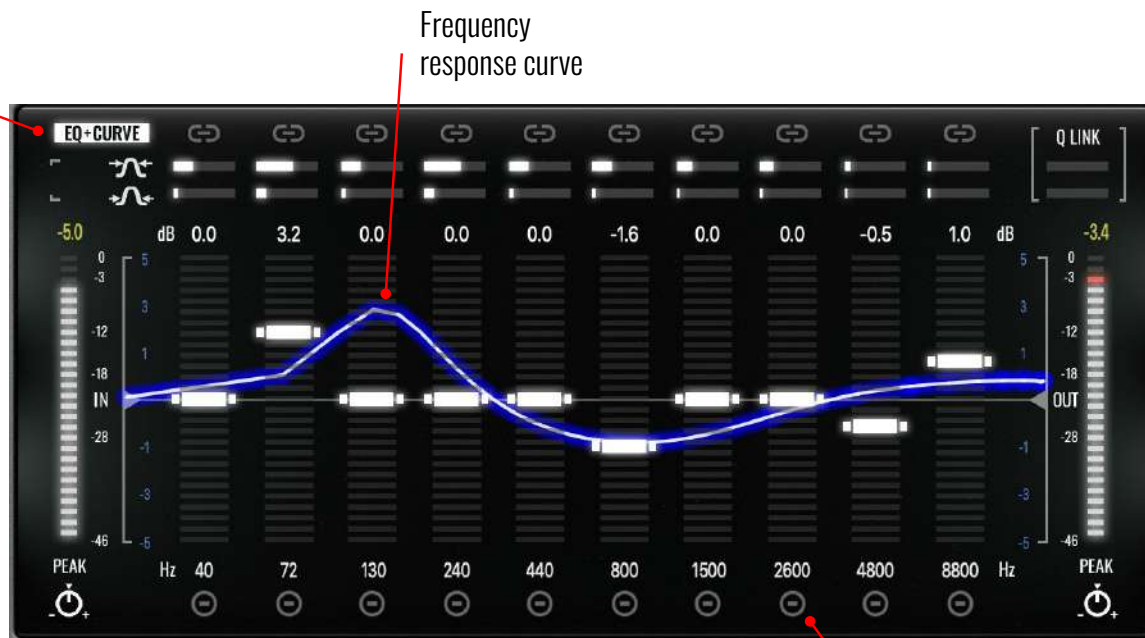 Frequency
response curve
EQ+CURVE
Q LINK
-5.0 dB 0.0 3.2 0.0 0.0 0.0 -1.6 0.0 0.0 -0.5 1.0 dB -3.4
0 5 5 0
-3 -3
3 3
-12 -12
1 1
-18 -18
IN OUT
-28 -28
-1 -1
-3 -3
-46 -5 -5 -46
PEAK Hz 40 72 130 240 440 800 1500 2600 4800 8800 Hz PEAK
- + - +